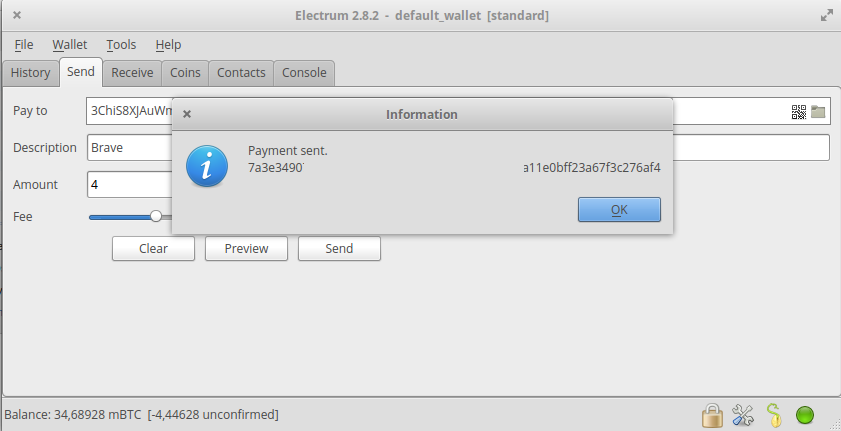 Electrum 2.8.2 - default_wallet [standard]
File Wallet Tools Help
History Send Receive Coins Contacts Console
Pay to
Information
Description Brave
Payment sent.
7a3e3490 a11e0bff23a67f3c276af4
Amount 4
OK
Fee
Clear Preview Send
Balance: 34,68928 mBTC [-4,44628 unconfirmed]